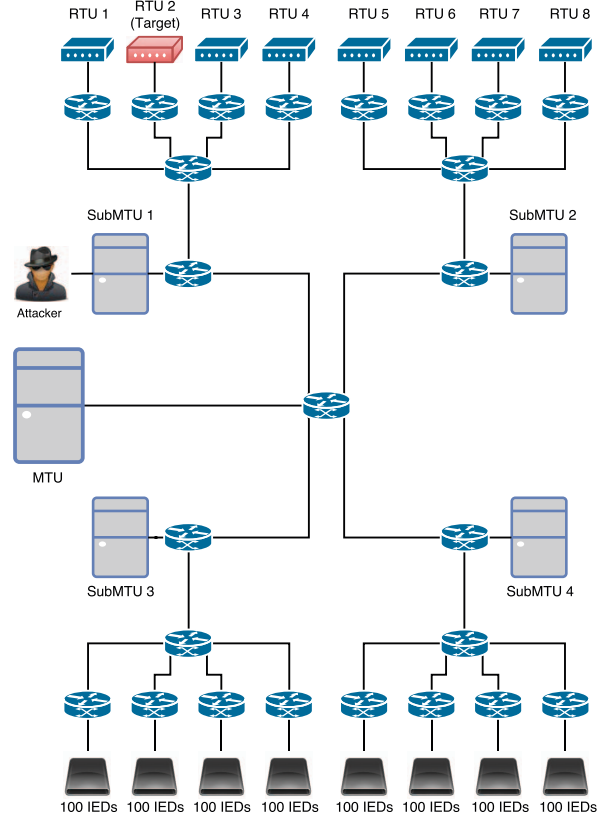 RTU 1
RTU 2
(Target)
RTU 3
RTU 4
RTU 5
RTU 6
RTU 7
RTU 8
SubMTU 1
SubMTU 2
Attacker
MTU
SubMTU 3
SubMTU 4
100 IEDs
100 IEDs
100 IEDs
100 IEDs
100 IEDs
100 IEDs
100 IEDs
100 IEDs